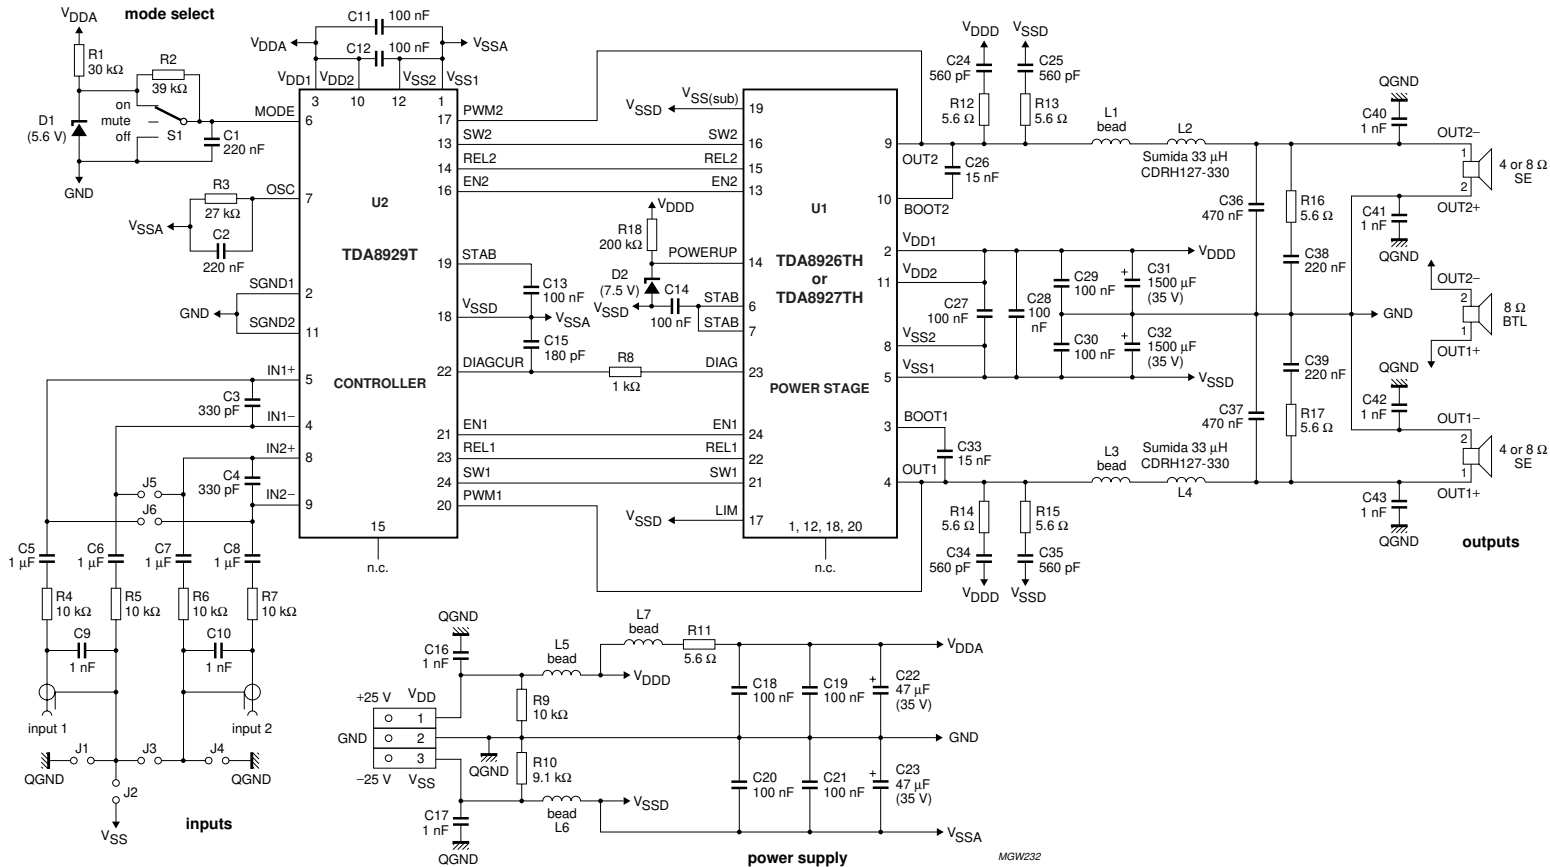 mode select
VDDA
R1
30 kΩ
R2
39 kΩ
on
mute
off
S1
D1
(5.6 V)
C1
220 nF
GND
MODE
6
C11
100 nF
VDDA
C12
100 nF
VSSA
VDD1
VDD2
VSS2
VSS1
3
10
12
1
R3
27 kΩ
OSC
7
VSSA
C2
220 nF
U2
TDA8929T
CONTROLLER
SGND1
2
GND
SGND2
11
IN1+
5
C3
330 pF
IN1−
4
IN2+
8
C4
330 pF
IN2−
9
15
n.c.
J5
J6
C5
1 μF
C6
1 μF
C7
1 μF
C8
1 μF
R4
10 kΩ
R5
10 kΩ
R6
10 kΩ
R7
10 kΩ
C9
1 nF
C10
1 nF
input 1
input 2
J1
J3
J4
QGND
QGND
J2
VSS
inputs
17
PWM2
13
SW2
14
REL2
16
EN2
19
STAB
C13
100 nF
18
VSSD
VSSA
C15
180 pF
22
DIAGCUR
R8
1 kΩ
21
EN1
23
REL1
24
SW1
20
PWM1
VSSD
VSS(sub)
19
SW2
16
REL2
15
EN2
13
VDDD
R18
200 kΩ
POWERUP
14
D2
(7.5 V)
VSSD
C14
100 nF
STAB
6
STAB
7
DIAG
23
EN1
24
REL1
22
SW1
21
VSSD
LIM
17
U1
TDA8926TH
or
TDA8927TH
POWER STAGE
1, 12, 18, 20
n.c.
9
OUT2
10
BOOT2
2
VDD1
11
VDD2
8
VSS2
5
VSS1
3
BOOT1
4
OUT1
VDDD
VSSD
C24
560 pF
C25
560 pF
R12
5.6 Ω
R13
5.6 Ω
C26
15 nF
L1
bead
L2
Sumida 33 μH
CDRH127-330
C27
100 nF
C28
100
nF
C29
100 nF
C30
100 nF
C31
1500 μF
(35 V)
+
C32
1500 μF
(35 V)
+
VDDD
GND
VSSD
C33
15 nF
L3
bead
Sumida 33 μH
CDRH127-330
L4
R14
5.6 Ω
R15
5.6 Ω
C34
560 pF
C35
560 pF
VDDD
VSSD
C36
470 nF
R16
5.6 Ω
C38
220 nF
C39
220 nF
C37
470 nF
R17
5.6 Ω
QGND
C40
1 nF
OUT2−
1
2
4 or 8 Ω
SE
OUT2+
C41
1 nF
QGND
OUT2−
2
1
8 Ω
BTL
OUT1+
QGND
C42
1 nF
OUT1−
2
1
4 or 8 Ω
SE
OUT1+
C43
1 nF
QGND
outputs
QGND
C16
1 nF
L5
bead
L7
bead
R11
5.6 Ω
VDDA
VDDD
+25 V
VDD
1
GND
2
3
−25 V
VSS
R9
10 kΩ
QGND
R10
9.1 kΩ
C17
1 nF
QGND
bead
L6
VSSD
C18
100 nF
C19
100 nF
+
C22
47 μF
(35 V)
GND
C20
100 nF
C21
100 nF
+
C23
47 μF
(35 V)
VSSA
power supply
MGW232